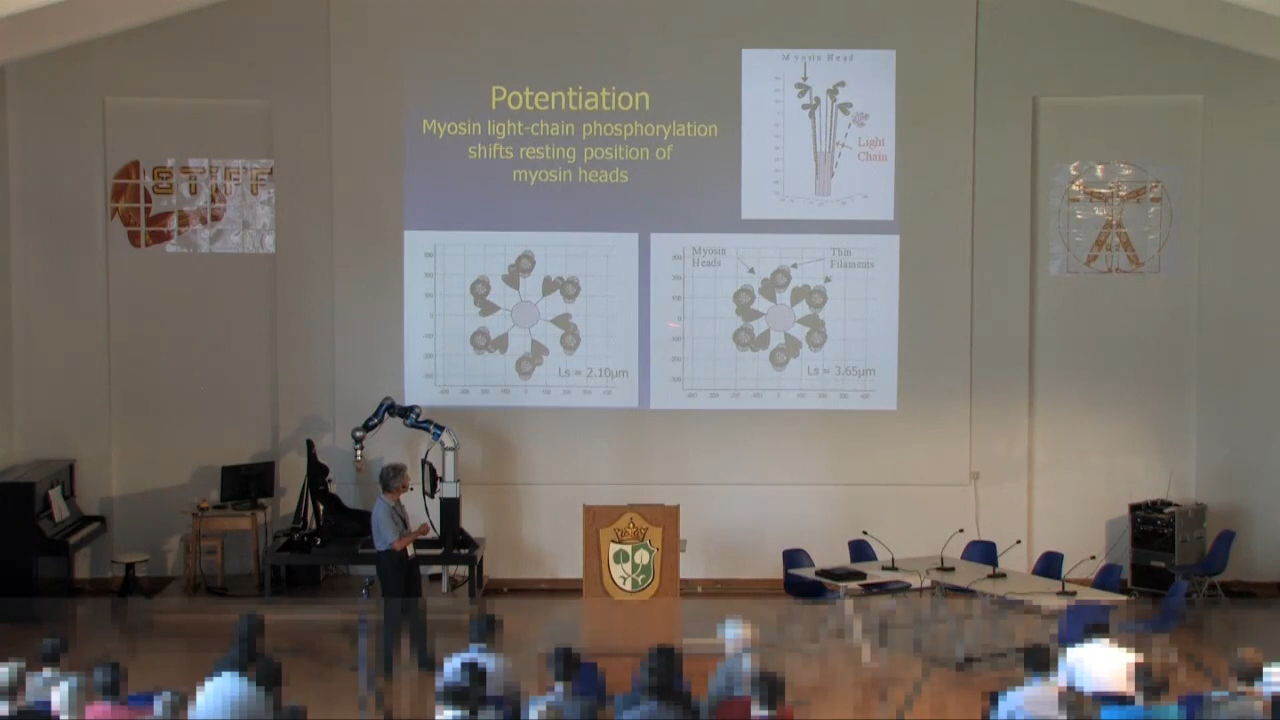 Potentiation
Myosin light-chain phosphorylation
shifts resting position of
myosin heads
Myosin Head
Light
Chain
STIFF
Ls = 2.10µm
Myosin
Heads
Thin
Filaments
Ls = 3.65µm